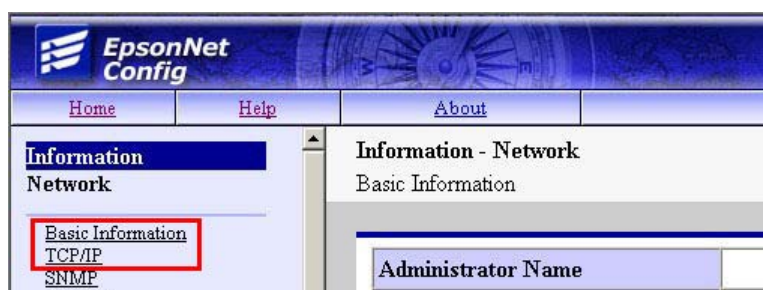 EpsonNet
Config
Home
Help
About
Information
Network
Basic Information
TCP/IP
SNMP
Information - Network
Basic Information
Administrator Name